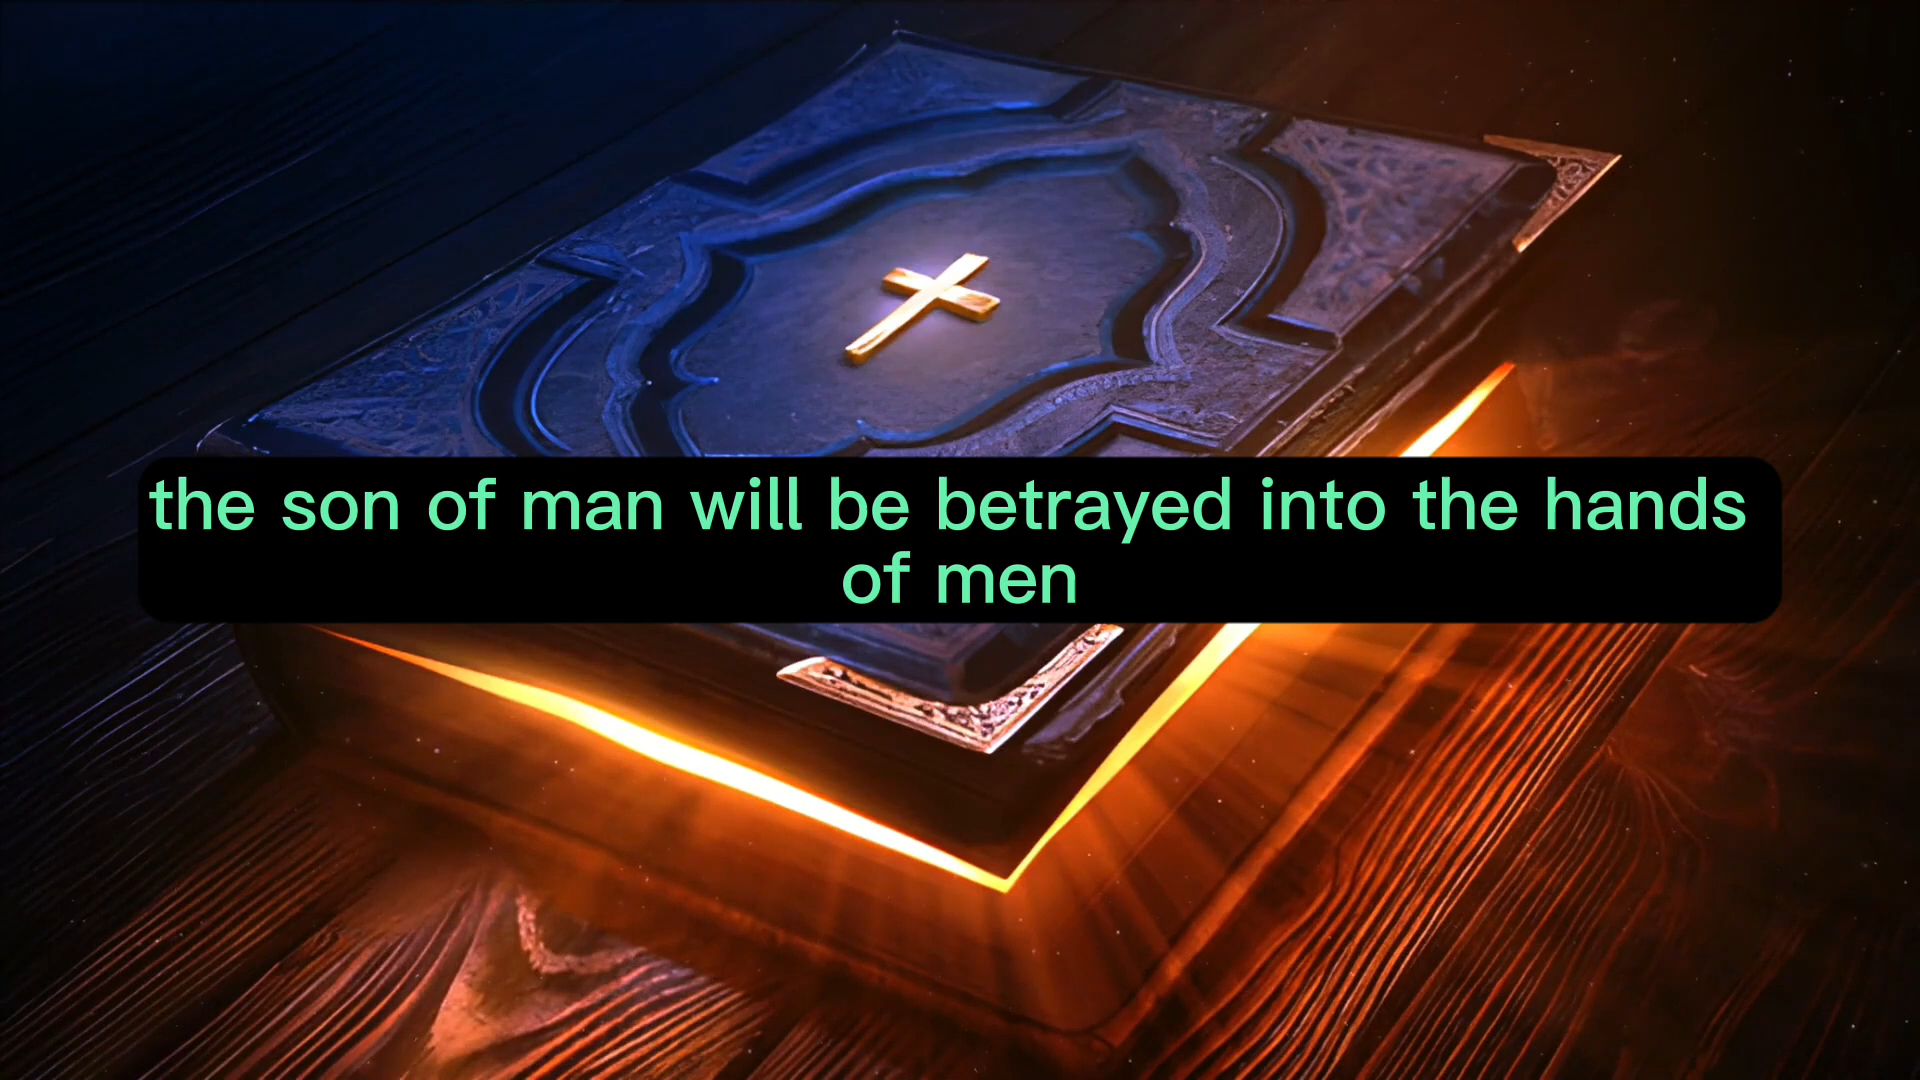 the son of man will be betrayed into the hands
of men